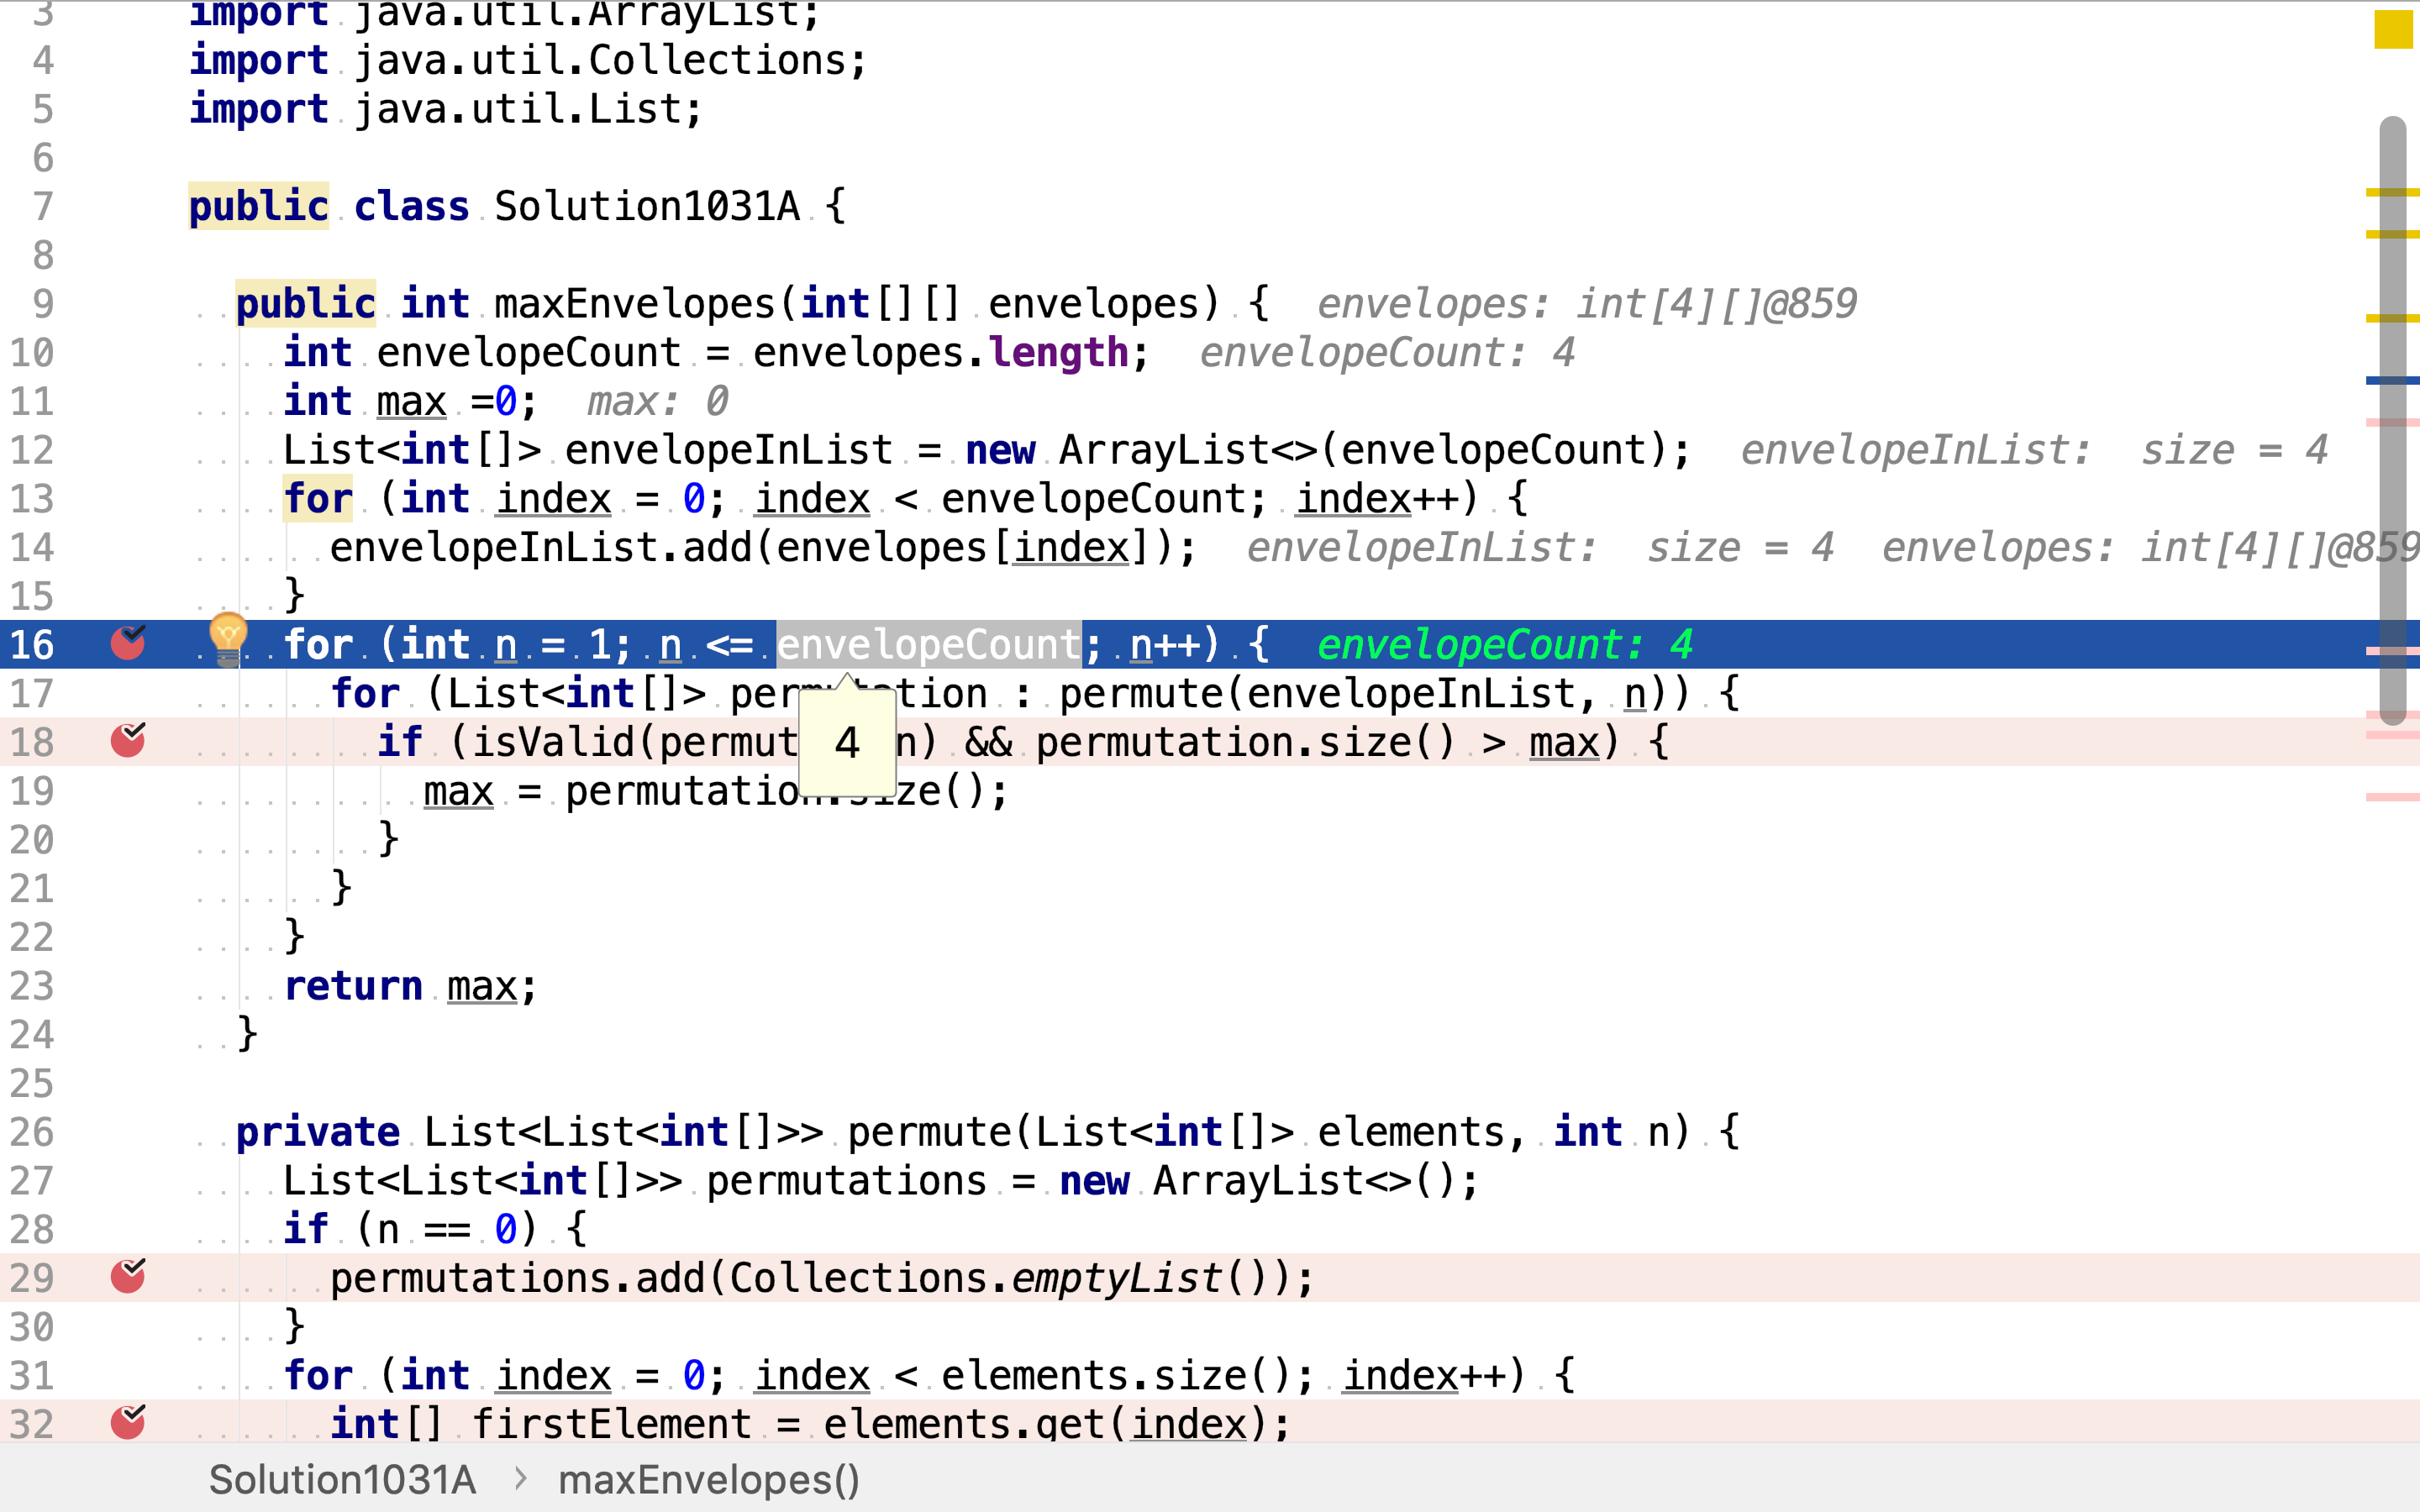 3 import java.util.ArrayList;
4 import java.util.Collections;
5 import java.util.List;
6
7 public class Solution1031A {
8
9 public int maxEnvelopes(int[][] envelopes) { envelopes: int[4][]@859
10 int envelopeCount = envelopes.length; envelopeCount: 4
11 int max =0; max: 0
12 List<int[]> envelopeInList = new ArrayList<>(envelopeCount); envelopeInList: size = 4
13 for (int index = 0; index < envelopeCount; index++) {
14 envelopeInList.add(envelopes[index]); envelopeInList: size = 4 envelopes: int[4][]@859
15 }
16 for (int n = 1; n <= envelopeCount; n++) { envelopeCount: 4
17 for (List<int[]> permutation : permute(envelopeInList, n)) {
18 if (isValid(permut 4 n) && permutation.size() > max) {
19 max = permutation.size();
20 }
21 }
22 }
23 return max;
24 }
25
26 private List<List<int[]>> permute(List<int[]> elements, int n) {
27 List<List<int[]>> permutations = new ArrayList<>();
28 if (n == 0) {
29 permutations.add(Collections.emptyList());
30 }
31 for (int index = 0; index < elements.size(); index++) {
32 int[] firstElement = elements.get(index);
Solution1031A > maxEnvelopes()